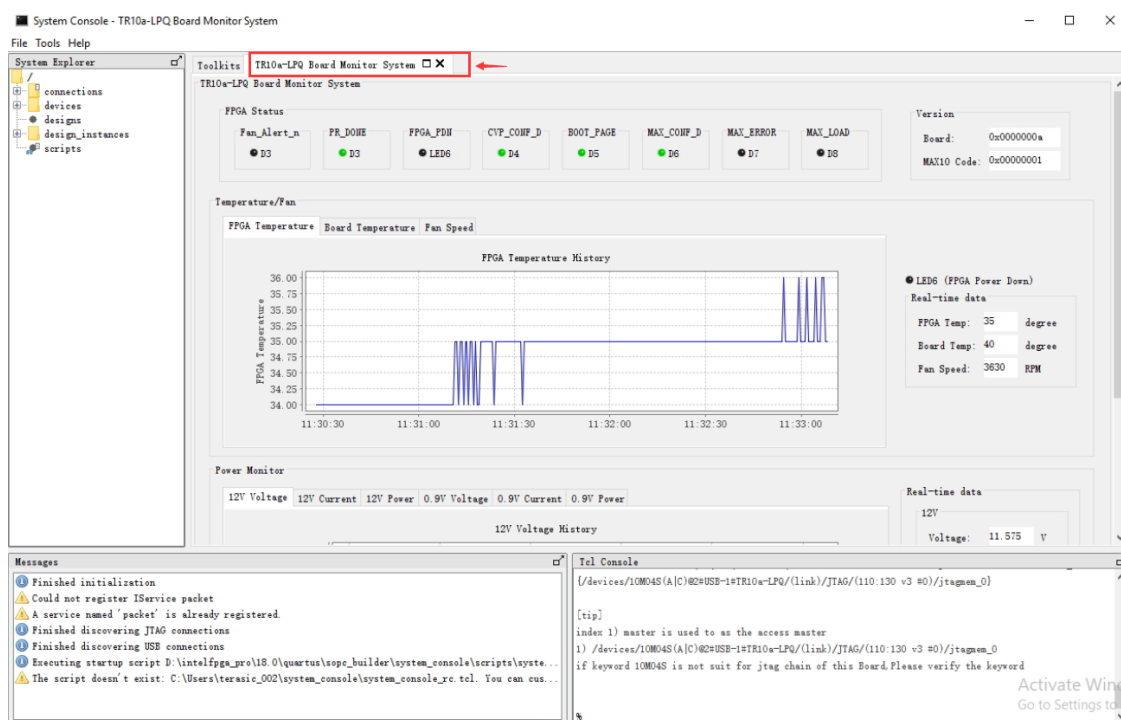 System Console - TR10a-LPQ Board Monitor System
File Tools Help
System Explorer
/
connections
devices
designs
design_instances
scripts
Toolkits TR10a-LPQ Board Monitor System
TR10a-LPQ Board Monitor System
FPGA Status
Fan_Alert_n PR_DONE FPGA_PDN CVP_CONF_D BOOT_PAGE MAX_CONF_D MAX_ERROR MAX_LOAD
D3 D3 LED6 D4 D5 D6 D7 D8
Version
Board: 0x0000000a
MAX10 Code: 0x00000001
Temperature/Fan
FPGA Temperature Board Temperature Fan Speed
FPGA Temperature History
FPGA Temperature
36.00
35.75
35.50
35.25
35.00
34.75
34.50
34.25
34.00
11:30:30 11:31:00 11:31:30 11:32:00 11:32:30 11:33:00
LED6 (FPGA Power Down)
Real-time data
FPGA Temp: 35 degree
Board Temp: 40 degree
Fan Speed: 3630 RPM
Power Monitor
12V Voltage 12V Current 12V Power 0.9V Voltage 0.9V Current 0.9V Power
12V Voltage History
Real-time data
12V
Voltage: 11.575 V
Messages
Finished initialization
Could not register IService packet
A service named 'packet' is already registered.
Finished discovering JTAG connections
Finished discovering USB connections
Executing startup script D:\intelfpga_pro\18.0\quartus\sopc_builder\system_console\scripts\syste...
The script doesn't exist: C:\Users\terasic_002\system_console\system_console_rc.tcl. You can cus...
Tcl Console
{/devices/10M04S(A|C)@2#USB-1#TR10a-LPQ/(link)/JTAG/(110:130 v3 #0)/jtagmem_0}
[tip]
index 1) master is used to as the access master
1) /devices/10M04S(A|C)@2#USB-1#TR10a-LPQ/(link)/JTAG/(110:130 v3 #0)/jtagmem_0
if keyword 10M04S is not suit for jtag chain of this Board,Please verify the keyword
%
Activate Win
Go to Settings to